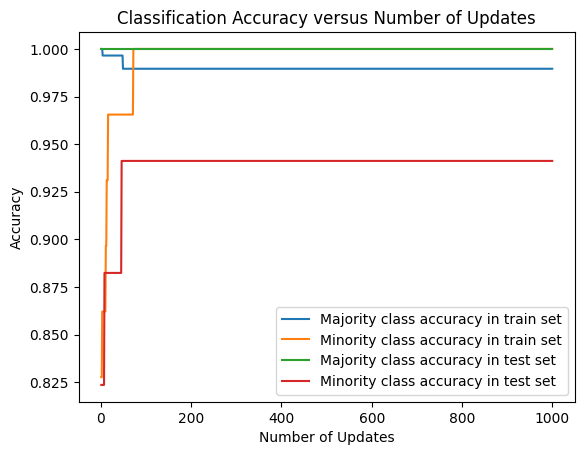 Classification Accuracy versus Number of Updates
1.000
0.975
0.950
0.925
0.900
0.875
0.850
0.825
Accuracy
Majority class accuracy in train set
Minority class accuracy in train set
Majority class accuracy in test set
Minority class accuracy in test set
0 200 400 600 800 1000
Number of Updates